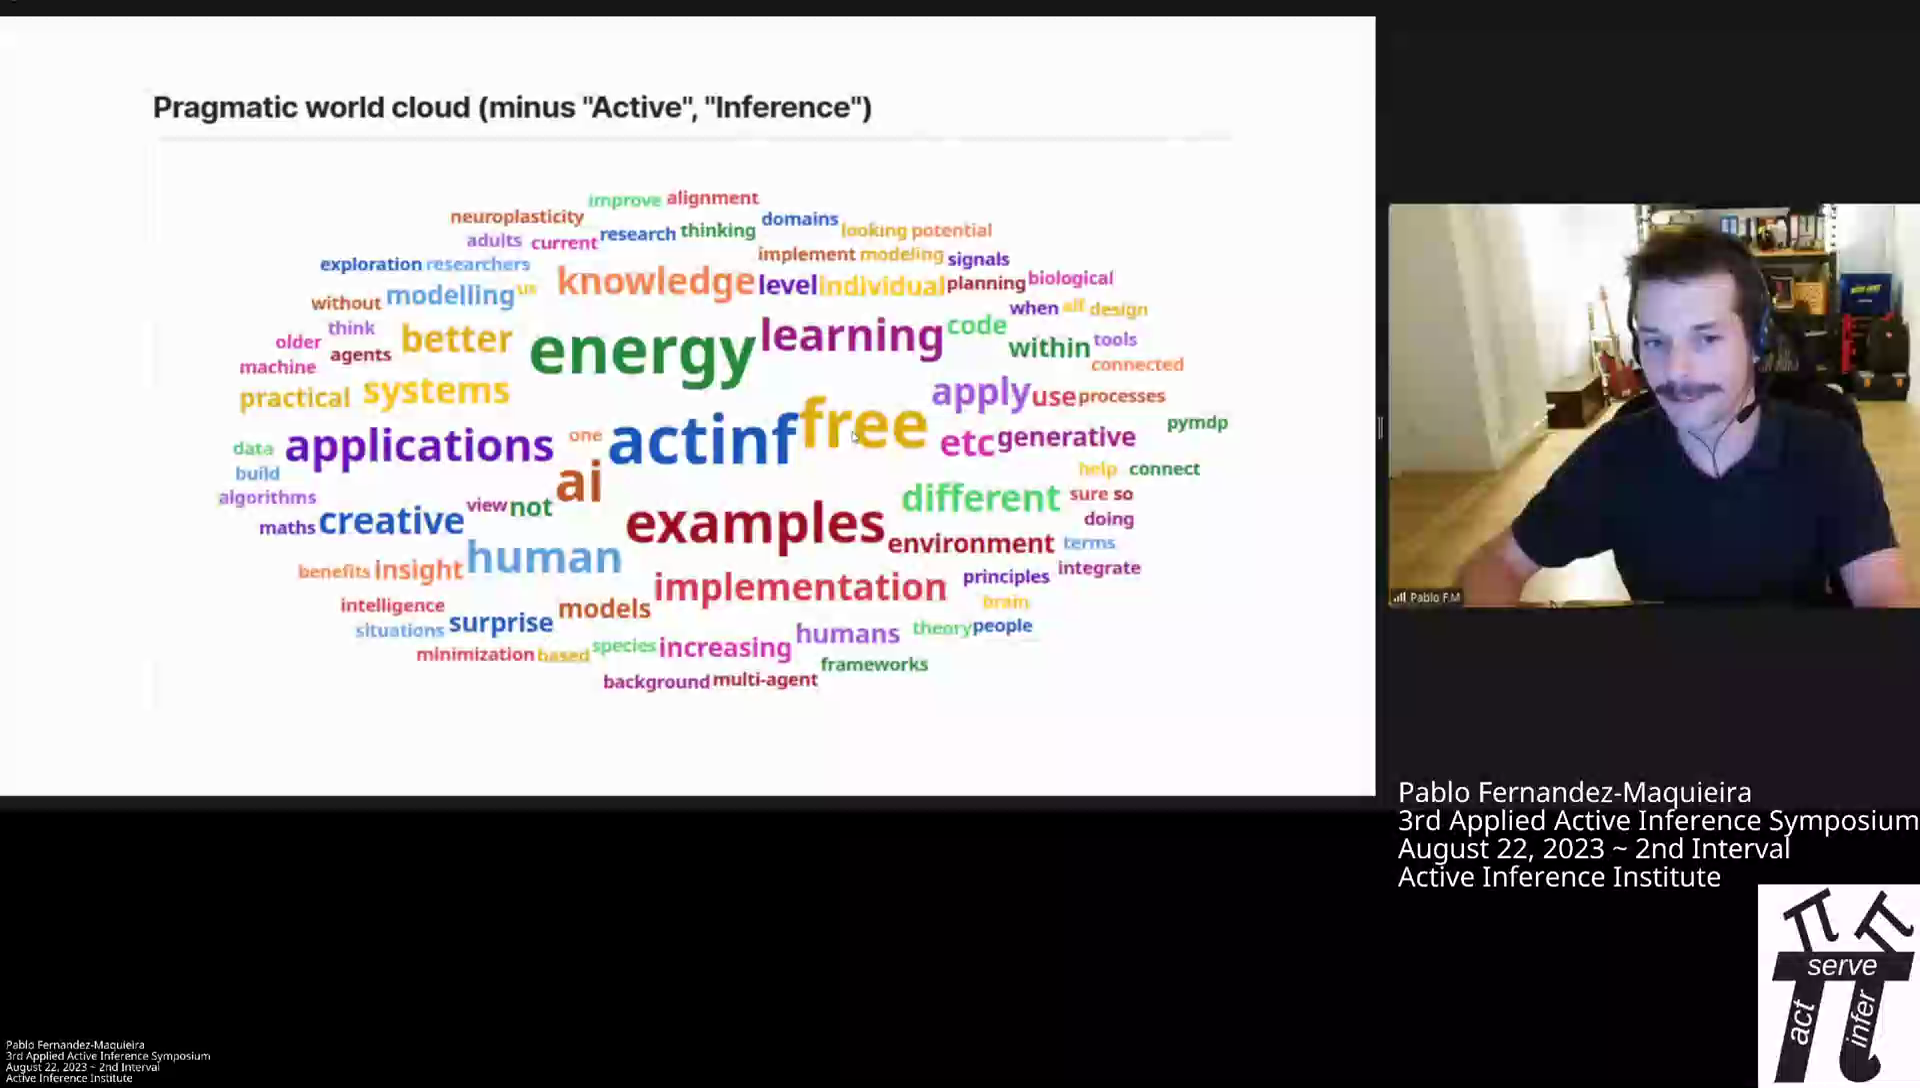 Pragmatic world cloud (minus "Active", "Inference")
improve alignment
neuroplasticity domains
adults current research thinking looking potential
implement modeling signals
exploration researchers knowledge level individual planning biological
without modelling us when all design
think better energy learning code
older agents within tools
machine connected
practical systems apply use processes
data applications one actinf free etc generative pymdp
build ai help connect
algorithms creative view not examples different sure so
maths doing
human environment terms
benefits insight implementation principles integrate
intelligence models brain
situations surprise humans theory people
minimization based species increasing frameworks
background multi-agent
Pablo F.M
Pablo Fernandez-Maquieira
3rd Applied Active Inference Symposium
August 22, 2023 ~ 2nd Interval
Active Inference Institute
serve
act
infer
Pablo Fernandez-Maquieira
3rd Applied Active Inference Symposium
August 22, 2023 ~ 2nd Interval
Active Inference Institute